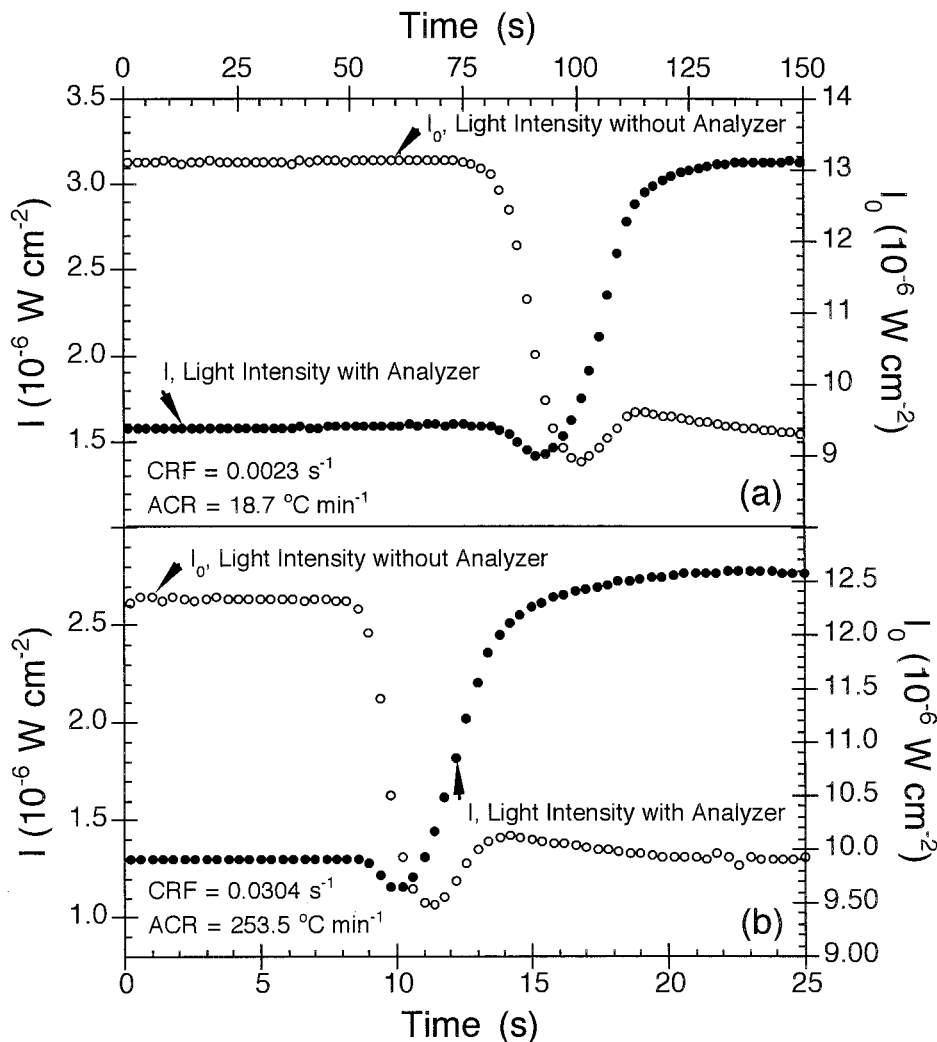 Time (s)
0 25 50 75 100 125 150
3.5
3.0
2.5
2.0
1.5
I (10-6 W cm-2)
14
13
12
11
10
9
I0 (10-6 W cm-2)
I0, Light Intensity without Analyzer
I, Light Intensity with Analyzer
CRF = 0.0023 s-1
ACR = 18.7 oC min-1
(a)
I0, Light Intensity without Analyzer
2.5
2.0
1.5
1.0
I (10-6 W cm-2)
12.5
12.0
11.5
11.0
10.5
10.0
9.50
9.00
I0 (10-6 W cm-2)
I, Light Intensity with Analyzer
CRF = 0.0304 s-1
ACR = 253.5 oC min-1
(b)
0 5 10 15 20 25
Time (s)